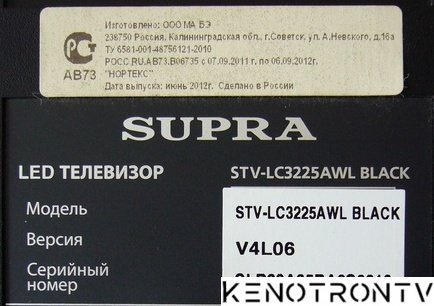 Изготовлено: ООО МА БЭ
238750 Россия, Калининградская обл., г.Советск, ул. А.Невского, д.16а
ТУ 6581-001-48756121-2010
РОСС.RU.АВ73.В06735 с 07.09.2011 г. по 06.09.2012г.
"НОРТЕКС"
Дата выпуска: июнь 2012г. Сделано в России
АВ73
SUPRA
LED ТЕЛЕВИЗОР STV-LC3225AWL BLACK
Модель STV-LC3225AWL BLACK
Версия V4L06
Серийный
номер
KENOTRONTV